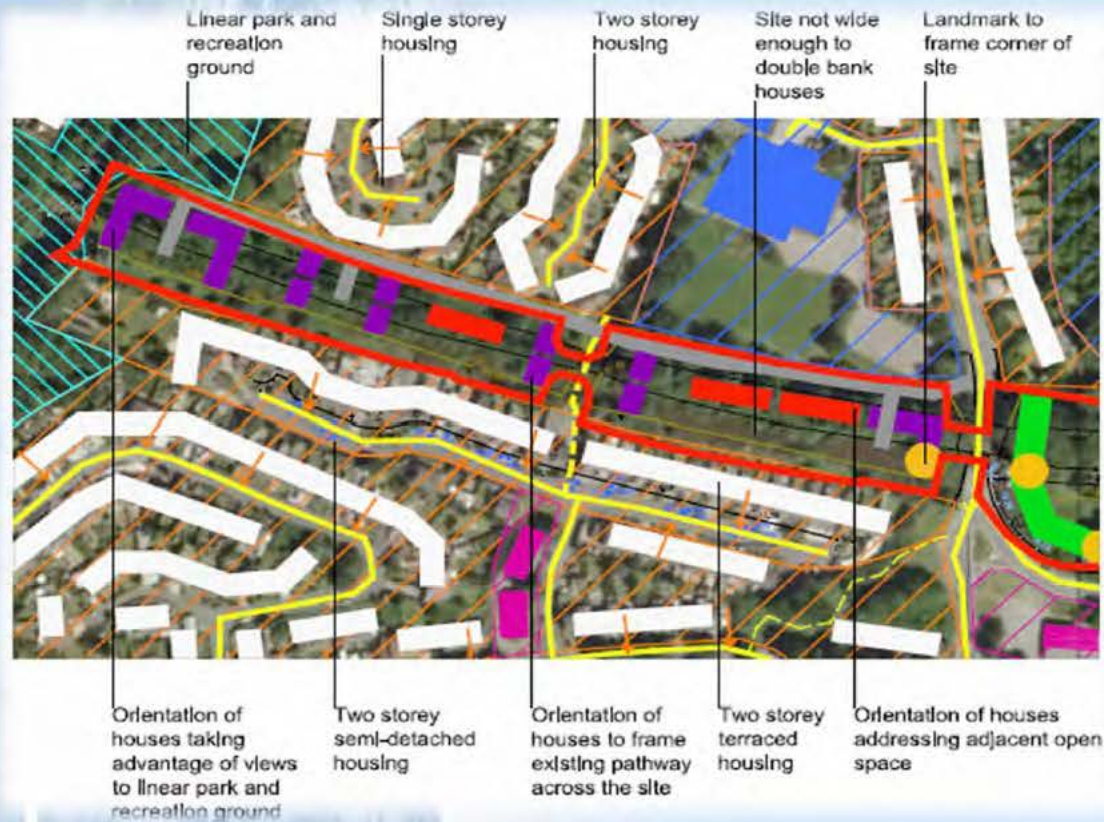 Linear park and
recreation
ground
Single storey
housing
Two storey
housing
Site not wide
enough to
double bank
houses
Landmark to
frame corner of
site
Orientation of
houses taking
advantage of views
to linear park and
recreation ground
Two storey
semi-detached
housing
Orientation of
houses to frame
existing pathway
across the site
Two storey
terraced
housing
Orientation of houses
addressing adjacent open
space